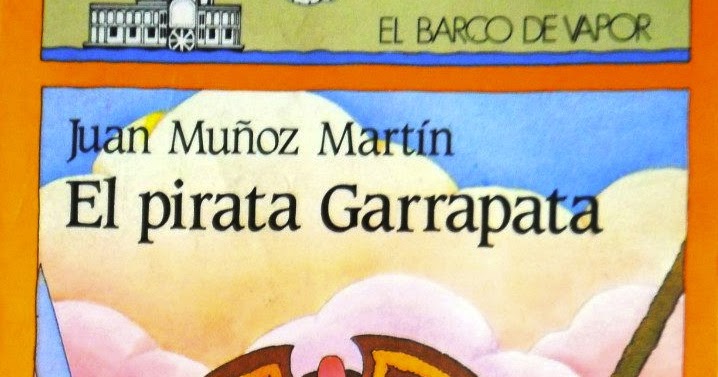 EL BARCO DE VAPOR
Juan Muñoz Martín
El pirata Garrapata